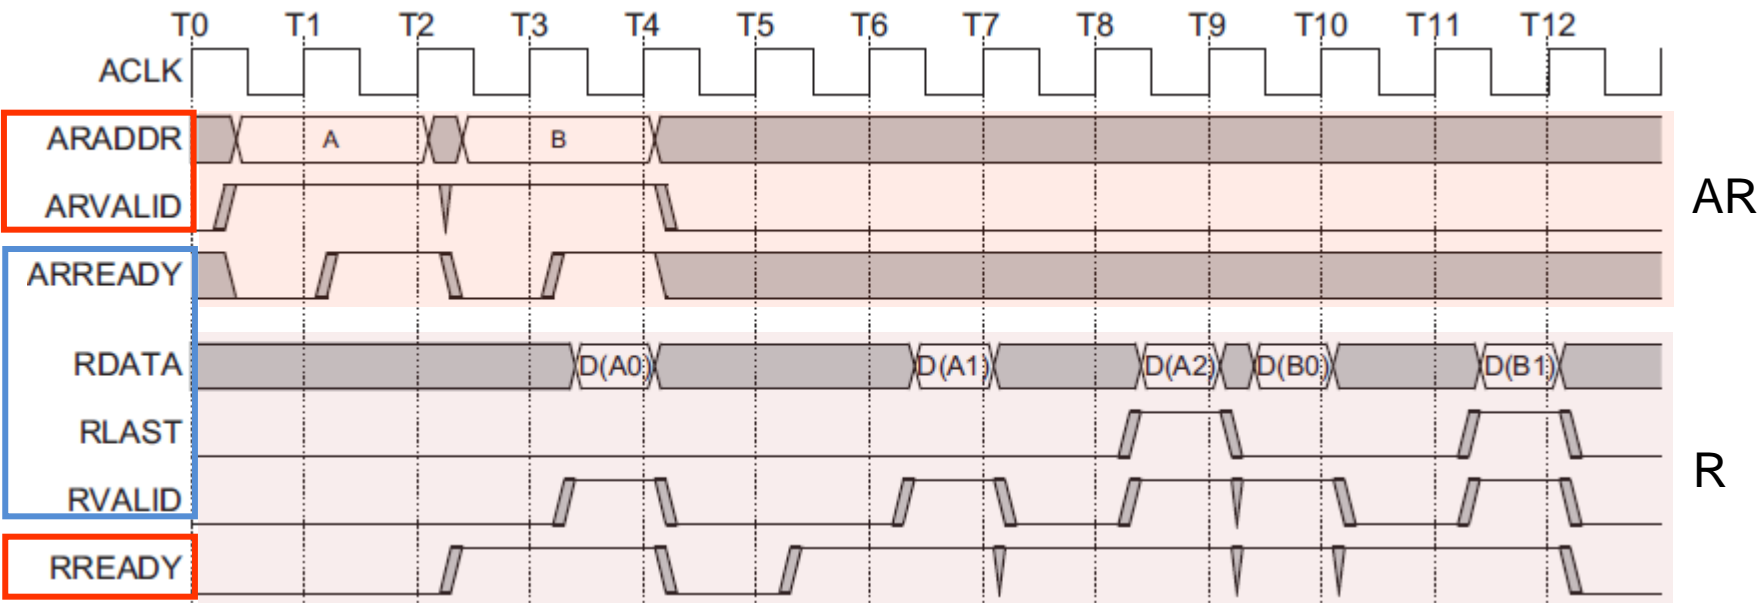 T0 T1 T2 T3 T4 T5 T6 T7 T8 T9 T10 T11 T12
ACLK
ARADDR A B
ARVALID
AR
ARREADY
RDATA D(A0) D(A1) D(A2) D(B0) D(B1)
RLAST
R
RVALID
RREADY